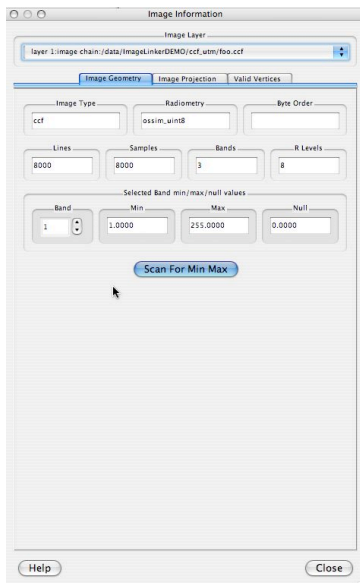 Image Information
Image Layer
layer 1:image chain:/data/ImageLinkerDEMO/ccf_utm/foo.ccf
Image Geometry Image Projection Valid Vertices
Image Type Radiometry Byte Order
ccf ossim_uint8
Lines Samples Bands R Levels
8000 8000 3 8
Selected Band min/max/null values
Band Min Max Null
1 1.0000 255.0000 0.0000
Scan For Min Max
Help Close